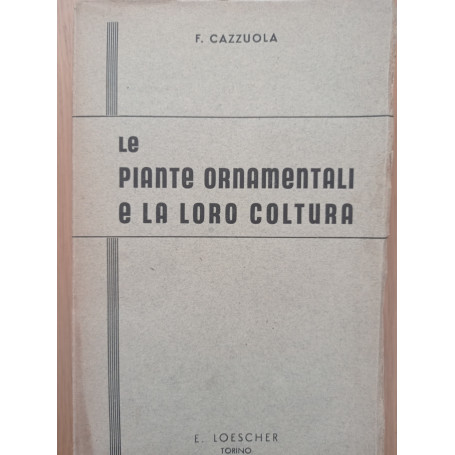 F. CAZZUOLA
Le
PIANTE ORNAMENTALI
e LA LORO COLTURA
E. LOESCHER
TORINO